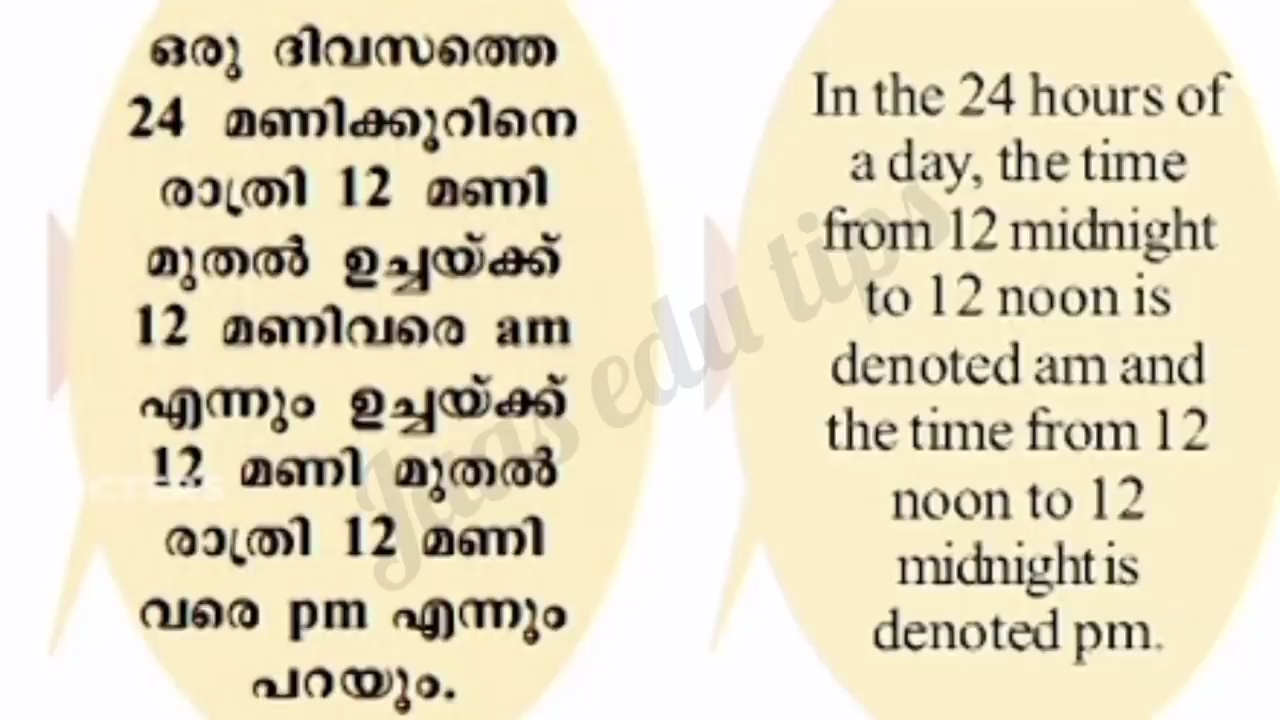 ഒരു ദിവസത്തെ
24 മണിക്കൂറിനെ
രാത്രി 12 മണി
മുതൽ ഉച്ചയ്ക്ക്
12 മണിവരെ am
എന്നും ഉച്ചയ്ക്ക്
12 മണി മുതൽ
രാത്രി 12 മണി
വരെ pm എന്നും
പറയും.
In the 24 hours of
a day, the time
from 12 midnight
to 12 noon is
denoted am and
the time from 12
noon to 12
midnight is
denoted pm.
edu tips